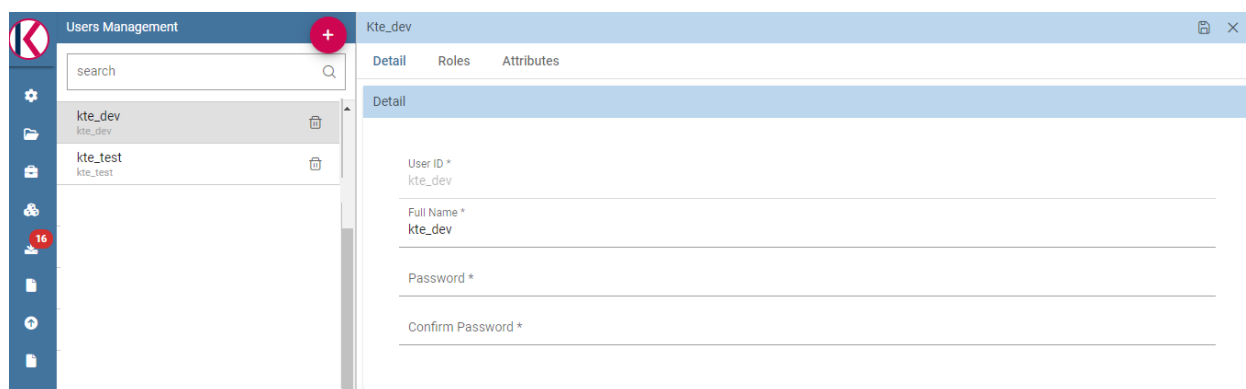 Users Management
+
Kte_dev
search
Detail Roles Attributes
Detail
kte_dev
kte_dev
kte_test
kte_test
16
User ID *
kte_dev
Full Name *
kte_dev
Password *
Confirm Password *